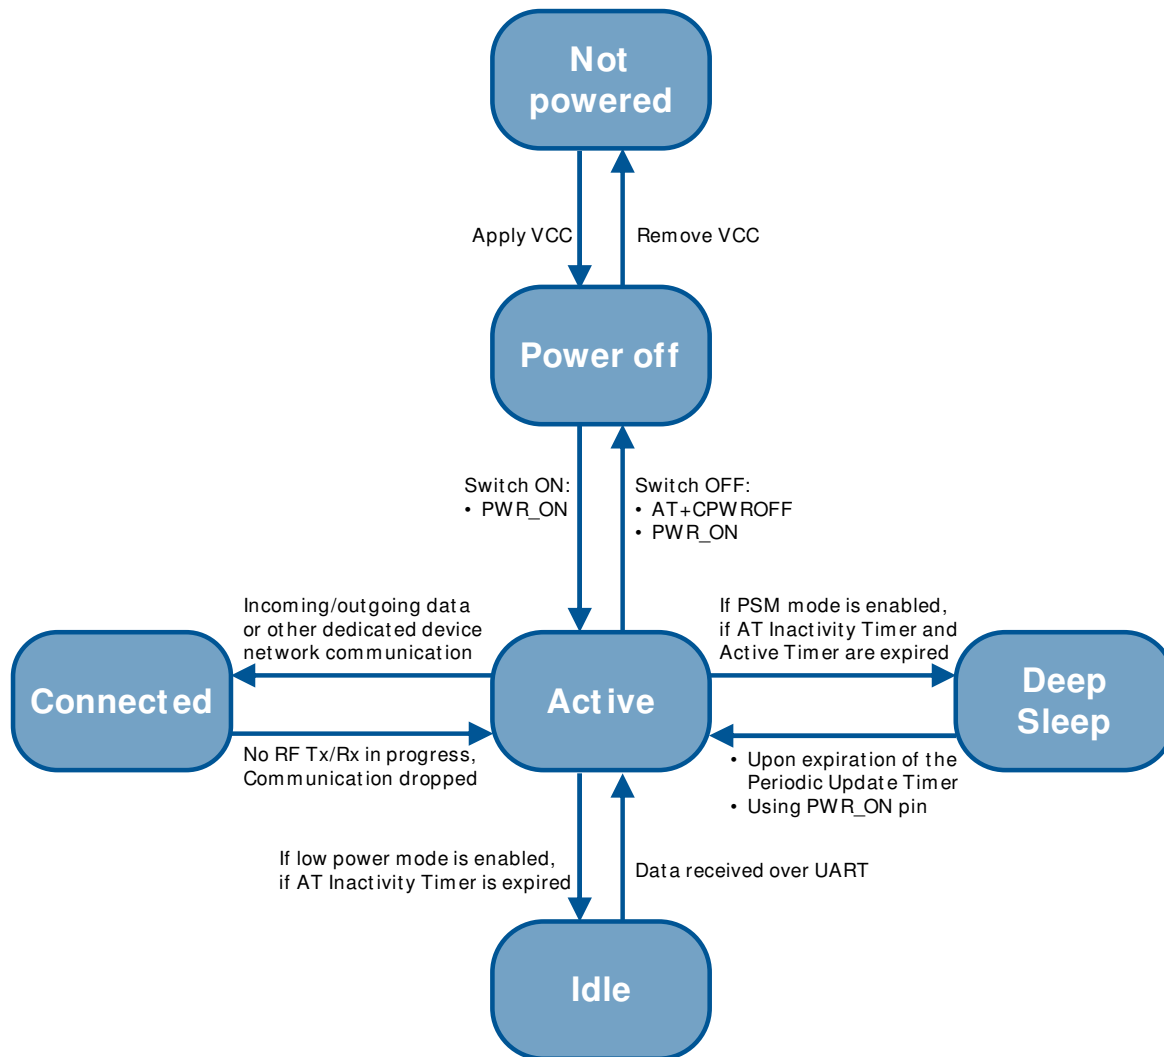 Not
powered
Apply VCC
Remove VCC
Power off
Switch ON:
• PWR_ON
Switch OFF:
• AT+CPWROFF
• PWR_ON
Incoming/outgoing data
or other dedicated device
network communication
If PSM mode is enabled,
if AT Inactivity Timer and
Active Timer are expired
Connected
Active
Deep
Sleep
No RF Tx/Rx in progress,
Communication dropped
• Upon expiration of the
Periodic Update Timer
• Using PWR_ON pin
If low power mode is enabled,
if AT Inactivity Timer is expired
Data received over UART
Idle